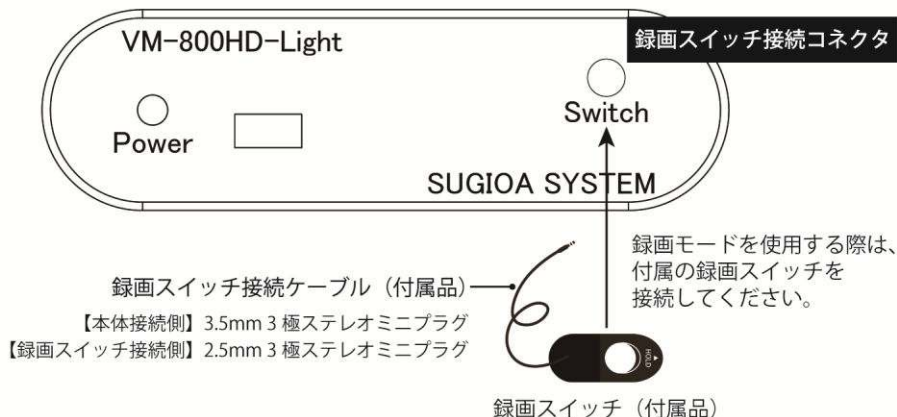 VM-800HD-Light
録画スイッチ接続コネクタ
Power
Switch
SUGIOA SYSTEM
録画モードを使用する際は、
付属の録画スイッチを
接続してください。
録画スイッチ接続ケーブル（付属品）
【本体接続側】3.5mm 3 極ステレオミニプラグ
【録画スイッチ接続側】2.5mm 3 極ステレオミニプラグ
HOLD
録画スイッチ（付属品）